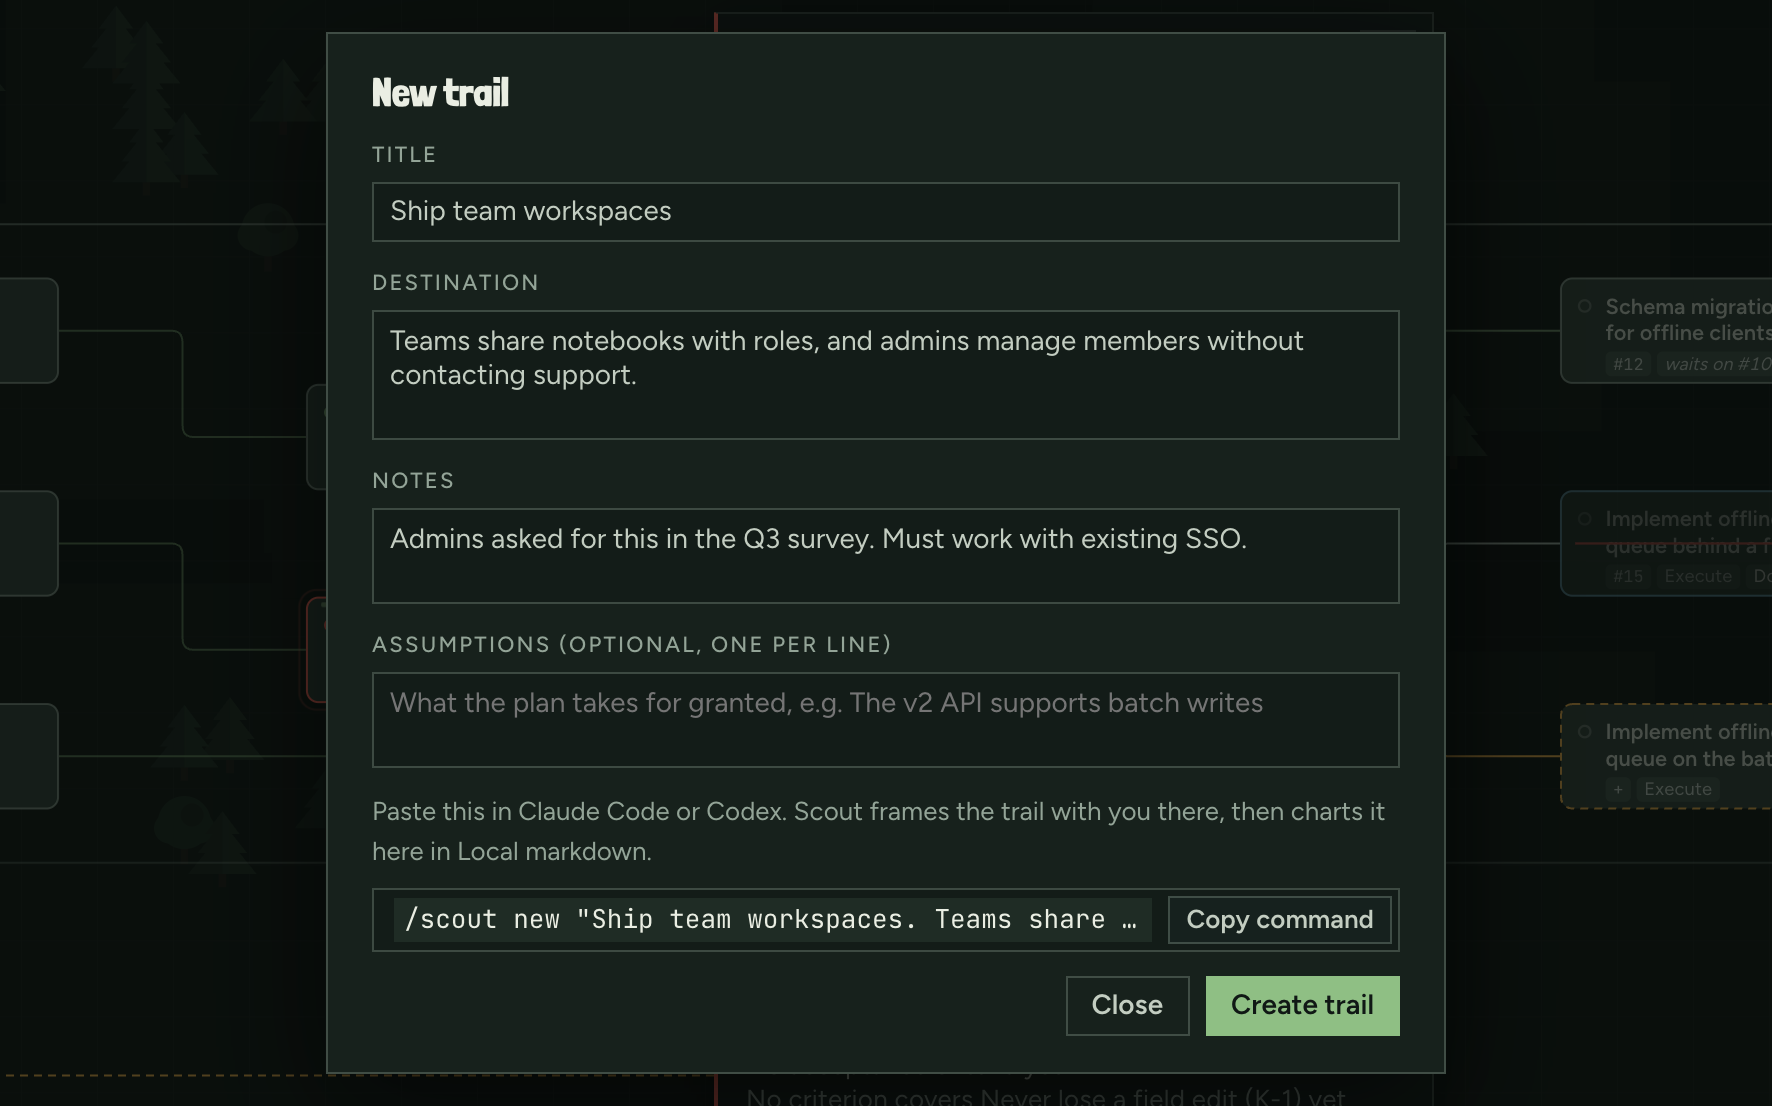 New trail
TITLE
Ship team workspaces
DESTINATION
Teams share notebooks with roles, and admins manage members without
contacting support.
NOTES
Admins asked for this in the Q3 survey. Must work with existing SSO.
ASSUMPTIONS (OPTIONAL, ONE PER LINE)
What the plan takes for granted, e.g. The v2 API supports batch writes
Paste this in Claude Code or Codex. Scout frames the trail with you there, then charts it
here in Local markdown.
/scout new "Ship team workspaces. Teams share …
Copy command
Close
Create trail
Schema migratio
for offline clients
#12 waits on #10
Implement offlin
queue behind a f
#15 Execute Do
Implement offlin
queue on the bat
+ Execute
No criterion covers Never lose a field edit (K-1) yet